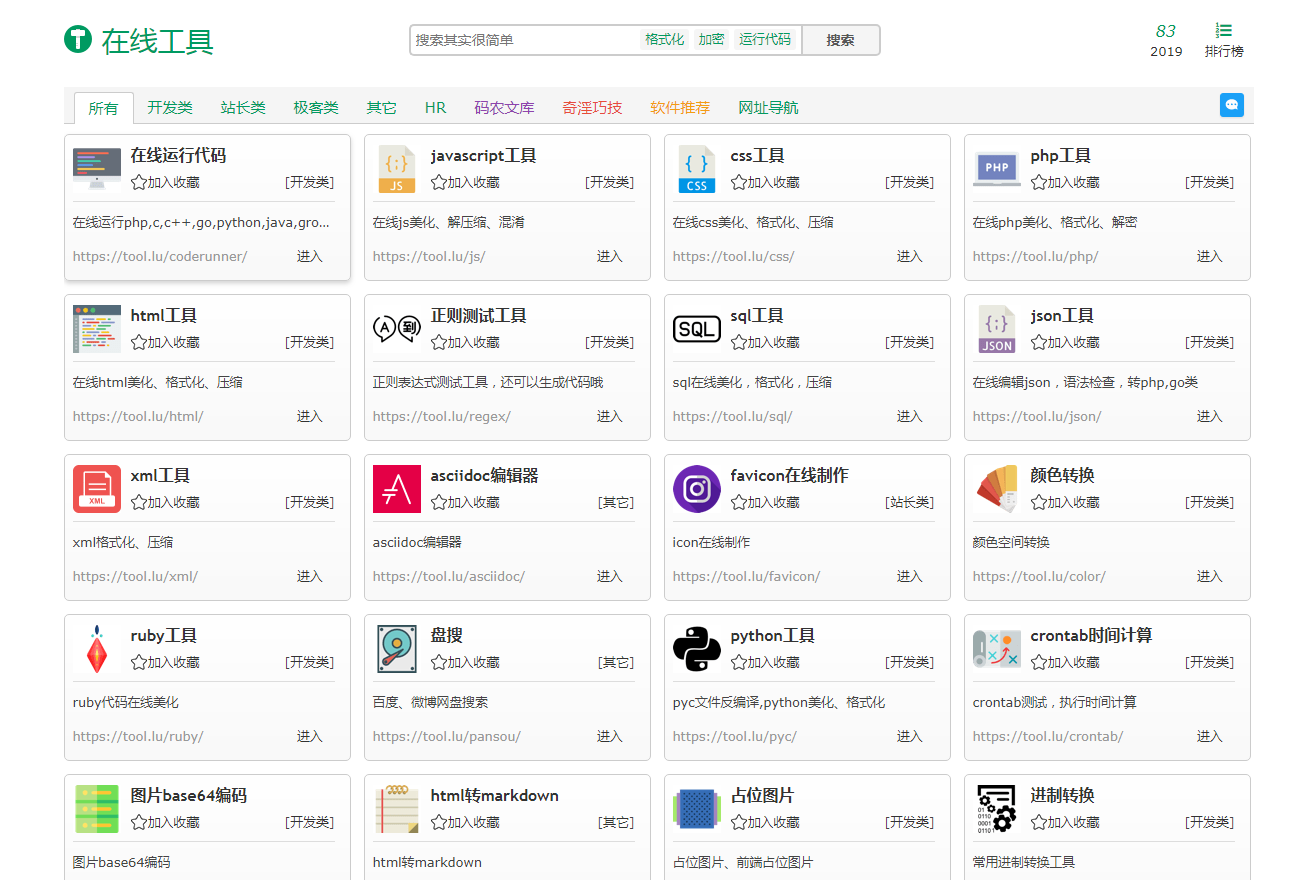 在线工具
搜索其实很简单 格式化 加密 运行代码 搜索
83
2019 排行榜
所有 开发类 站长类 极客类 其它 HR 码农文库 奇淫巧技 软件推荐 网址导航
在线运行代码
加入收藏 [开发类]
在线运行php,c,c++,go,python,java,gro...
https://tool.lu/coderunner/ 进入
javascript工具
JS
加入收藏 [开发类]
在线js美化、解压缩、混淆
https://tool.lu/js/ 进入
css工具
CSS
加入收藏 [开发类]
在线css美化、格式化、压缩
https://tool.lu/css/ 进入
php工具
PHP
加入收藏 [开发类]
在线php美化、格式化、解密
https://tool.lu/php/ 进入
html工具
加入收藏 [开发类]
在线html美化、格式化、压缩
https://tool.lu/html/ 进入
正则测试工具
A 到
加入收藏 [开发类]
正则表达式测试工具，还可以生成代码哦
https://tool.lu/regex/ 进入
sql工具
SQL
加入收藏 [开发类]
sql在线美化，格式化，压缩
https://tool.lu/sql/ 进入
json工具
JSON
加入收藏 [开发类]
在线编辑json，语法检查，转php,go类
https://tool.lu/json/ 进入
xml工具
XML
加入收藏 [开发类]
xml格式化、压缩
https://tool.lu/xml/ 进入
asciidoc编辑器
加入收藏 [其它]
asciidoc编辑器
https://tool.lu/asciidoc/ 进入
favicon在线制作
加入收藏 [站长类]
icon在线制作
https://tool.lu/favicon/ 进入
颜色转换
加入收藏 [开发类]
颜色空间转换
https://tool.lu/color/ 进入
ruby工具
加入收藏 [开发类]
ruby代码在线美化
https://tool.lu/ruby/ 进入
盘搜
加入收藏 [其它]
百度、微博网盘搜索
https://tool.lu/pansou/ 进入
python工具
加入收藏 [开发类]
pyc文件反编译,python美化、格式化
https://tool.lu/pyc/ 进入
crontab时间计算
加入收藏 [开发类]
crontab测试，执行时间计算
https://tool.lu/crontab/ 进入
图片base64编码
加入收藏 [开发类]
图片base64编码
html转markdown
加入收藏 [其它]
html转markdown
占位图片
加入收藏 [开发类]
占位图片、前端占位图片
进制转换
加入收藏 [开发类]
常用进制转换工具